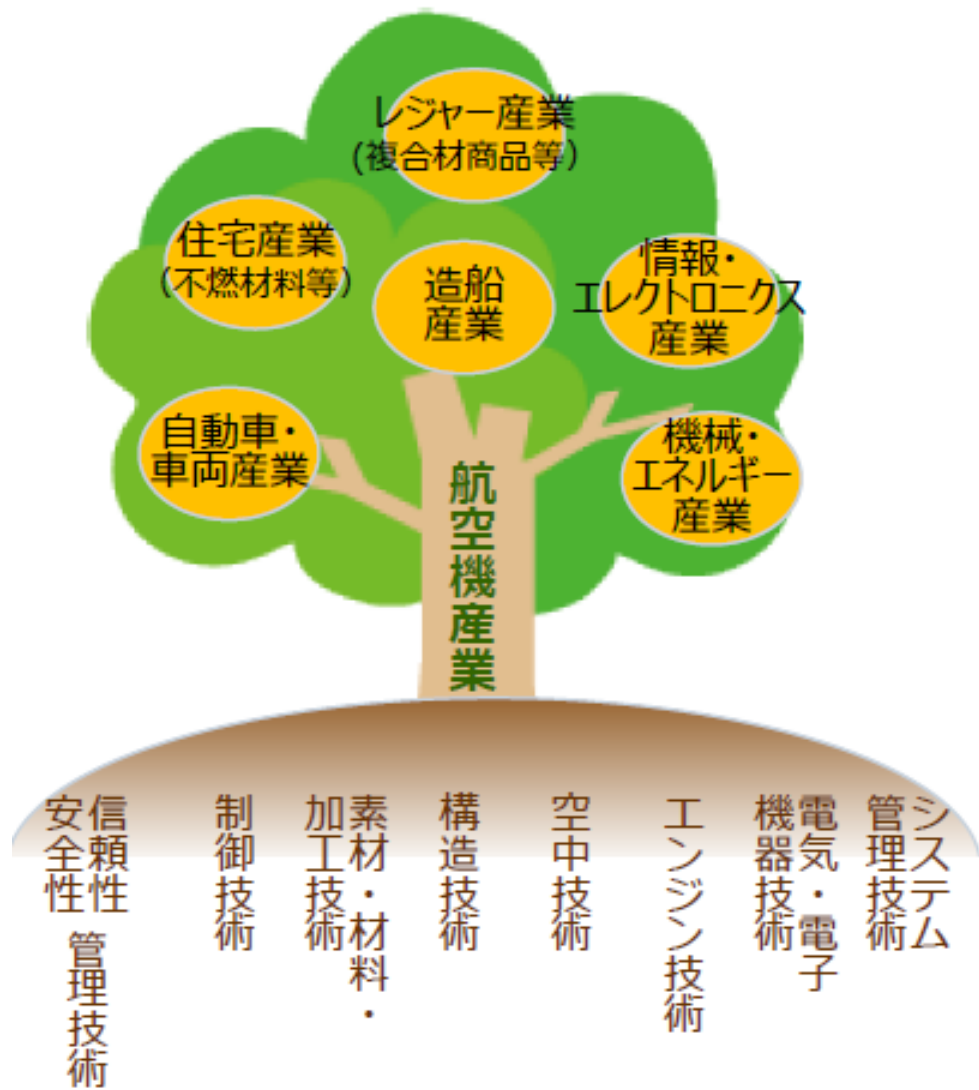 レジャー産業
(複合材商品等)
住宅産業
(不燃材料等)
造船
産業
情報・
エレクトロニクス
産業
自動車・
車両産業
機械・
エネルギー
産業
航空機産業
信頼性
安全性
管理技術
制御技術
素材・材料・
加工技術
構造技術
空中技術
エンジン技術
電気・電子
機器技術
システム
管理技術